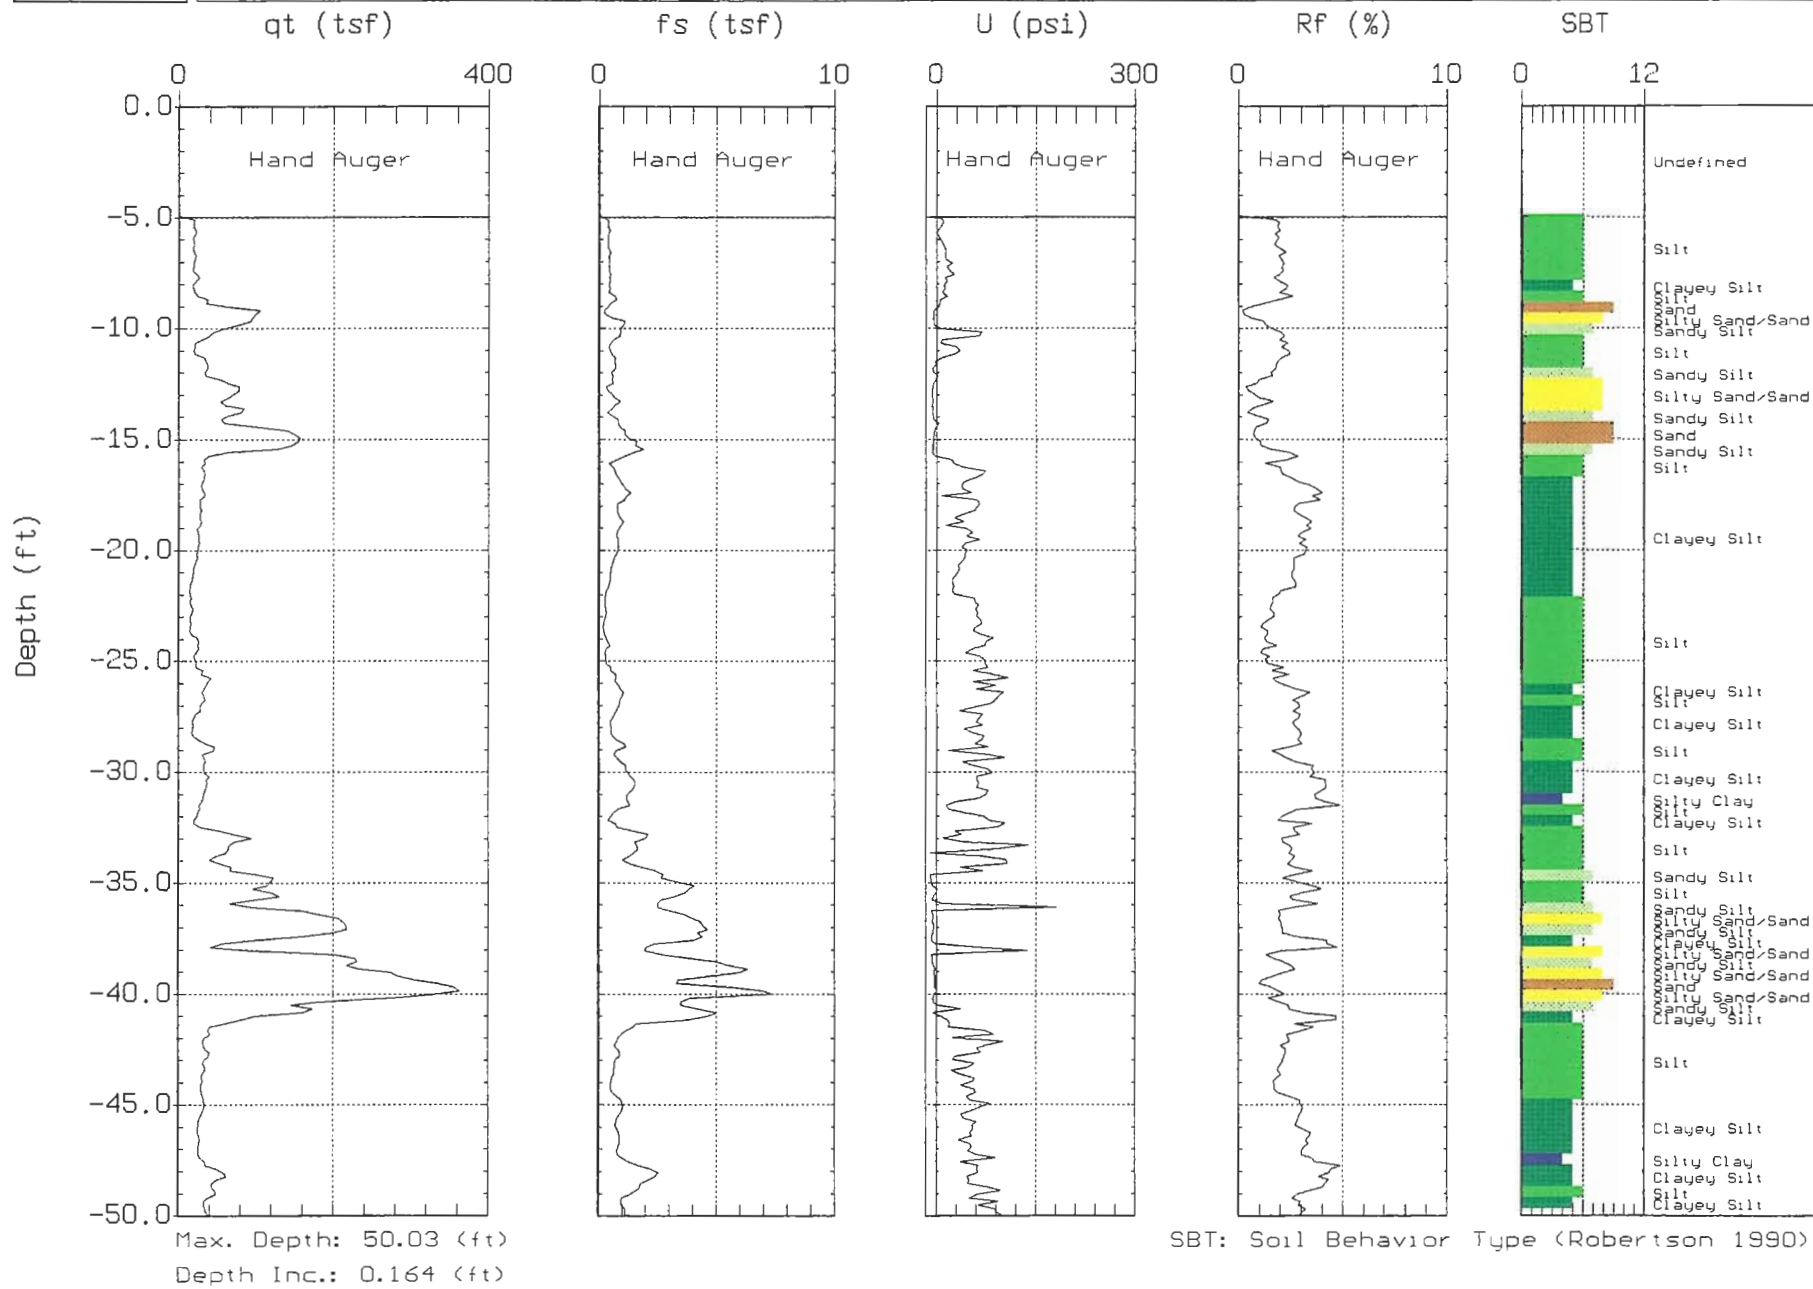 qt (tsf) fs (tsf) U (psi) Rf (%) SBT
0 400 0 10 0 300 0 10 0 12
0.0
Hand Auger Hand Auger Hand Auger Hand Auger Undefined
-5.0
Silt
Clayey Silt
Silt
Sand
Silty Sand/Sand
-10.0
Sandy Silt
Silt
Sandy Silt
Silty Sand/Sand
Sandy Silt
-15.0
Sand
Sandy Silt
Silt
Clayey Silt
-20.0
Depth (ft)
Silt
-25.0
Clayey Silt
Silt
Clayey Silt
Silt
-30.0
Clayey Silt
Silty Clay
Silt
Clayey Silt
Silt
Sandy Silt
-35.0
Silt
Sandy Silt
Silty Sand/Sand
Sandy Silt
Clayey Silt
Silty Sand/Sand
Sandy Silt
Silty Sand/Sand
Sand
-40.0
Silty Sand/Sand
Sandy Silt
Clayey Silt
Silt
-45.0
Clayey Silt
Silty Clay
Clayey Silt
Silt
Clayey Silt
-50.0
Max. Depth: 50.03 (ft) SBT: Soil Behavior Type (Robertson 1990)
Depth Inc.: 0.164 (ft)